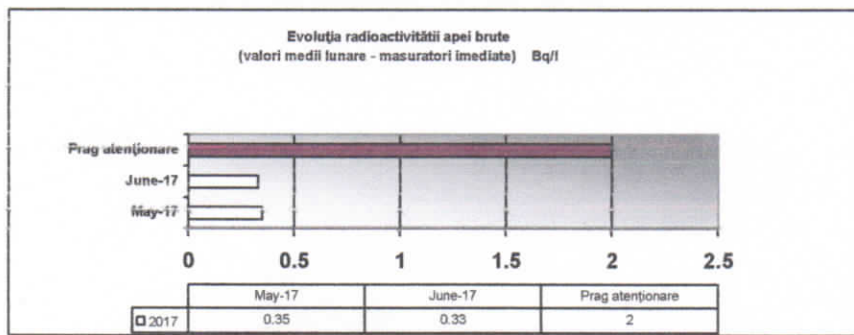 Evoluţia radioactivitătii apei brute
(valori medii lunare - masuratori imediate) Bq/l
Prag atenţionare
June-17
May-17
0 0.5 1 1.5 2 2.5
May-17 June-17 Prag atenţionare
2017 0.35 0.33 2